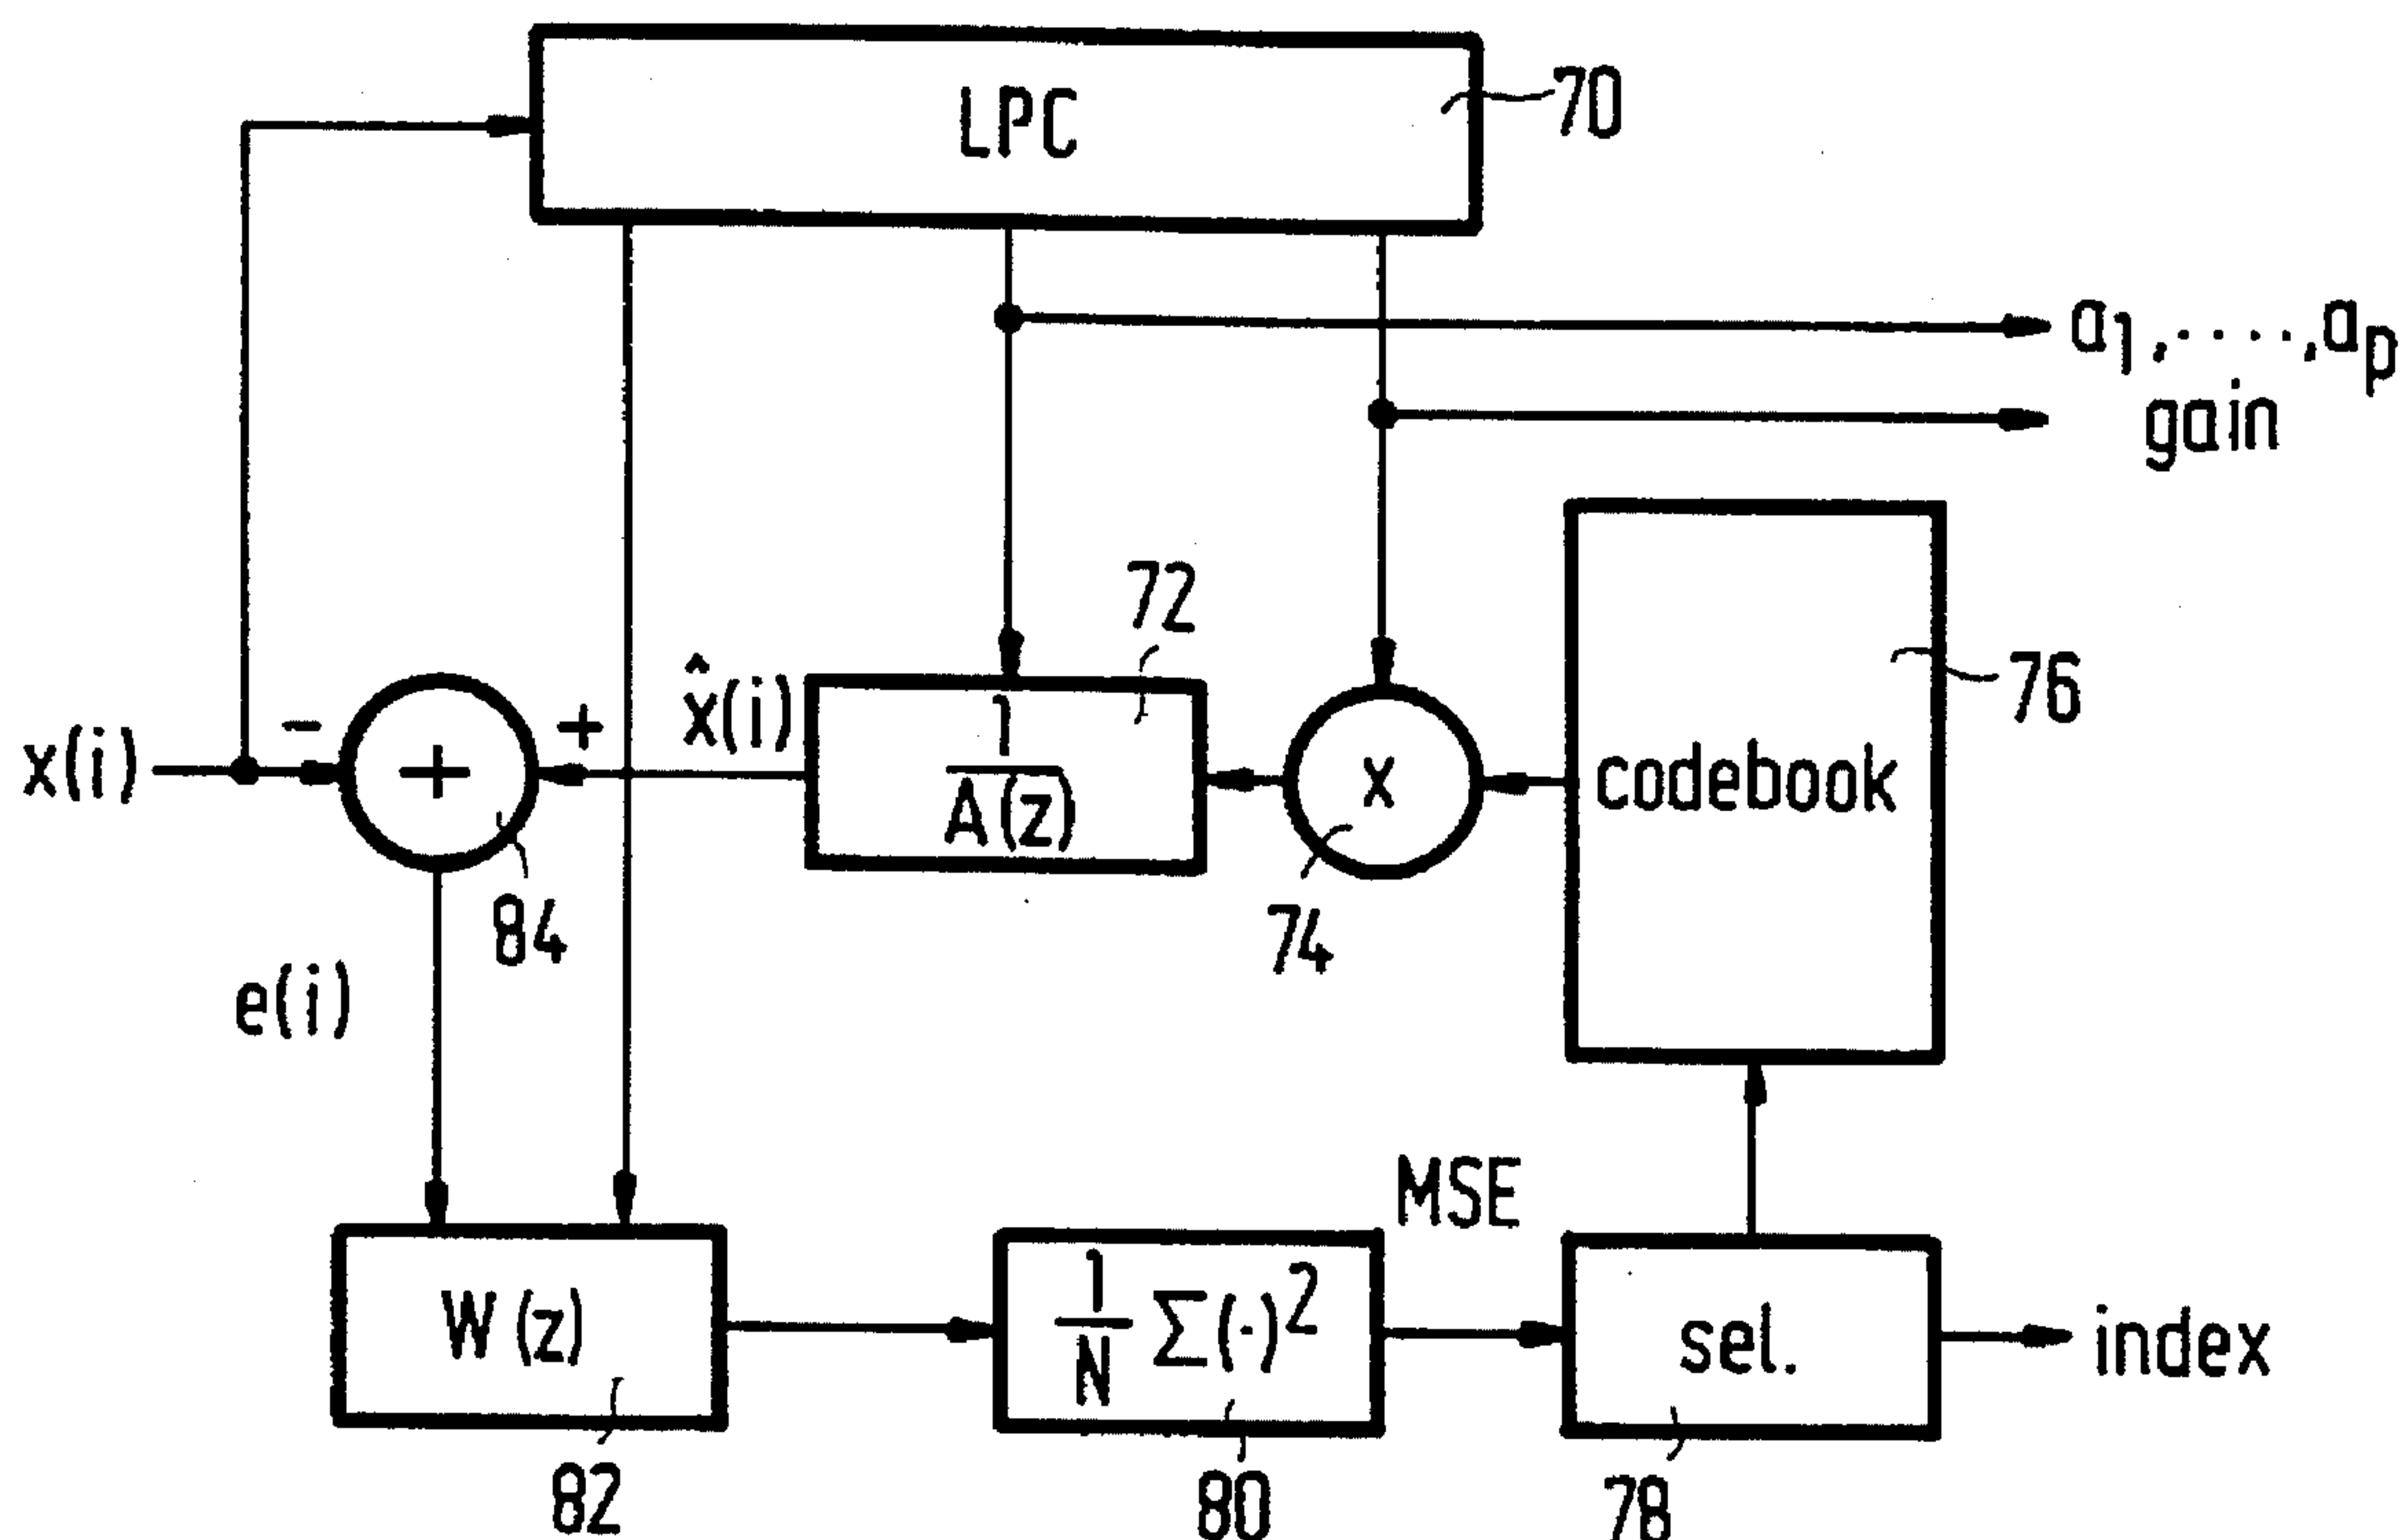 LPC
70
a1,....,ap
gain
72
x̂(i)
76
x(i)
-
+
+
1
A(z)
x
codebook
84
74
e(i)
MSE
W(z)
1
N
Σ(·)2
sel.
index
82
80
78